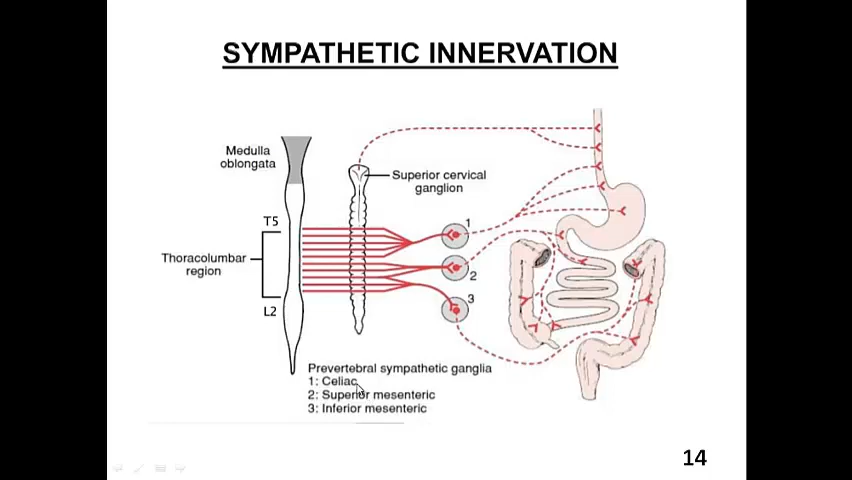 SYMPATHETIC INNERVATION
Medulla
oblongata
Superior cervical
ganglion
T5
Thoracolumbar
region
L2
1
2
3
Prevertebral sympathetic ganglia
1: Celiac
2: Superior mesenteric
3: Inferior mesenteric
14